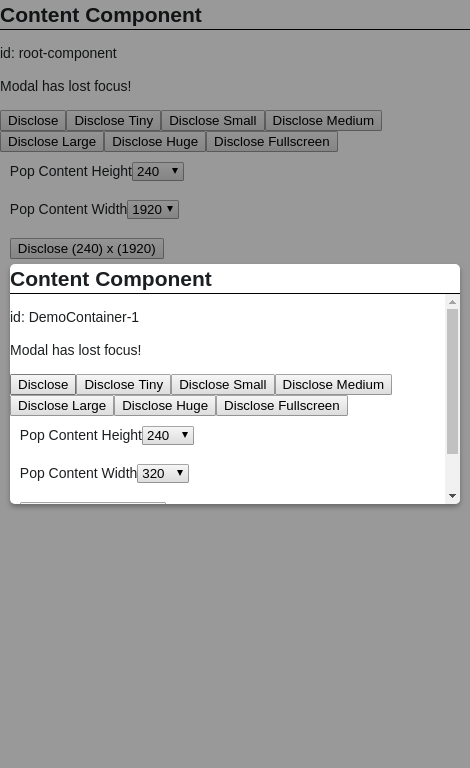 Content Component
id: root-component
Modal has lost focus!
Disclose Disclose Tiny Disclose Small Disclose Medium
Disclose Large Disclose Huge Disclose Fullscreen
Pop Content Height 240
Pop Content Width 1920
Disclose (240) x (1920)
Content Component
id: DemoContainer-1
Modal has lost focus!
Disclose Disclose Tiny Disclose Small Disclose Medium
Disclose Large Disclose Huge Disclose Fullscreen
Pop Content Height 240
Pop Content Width 320